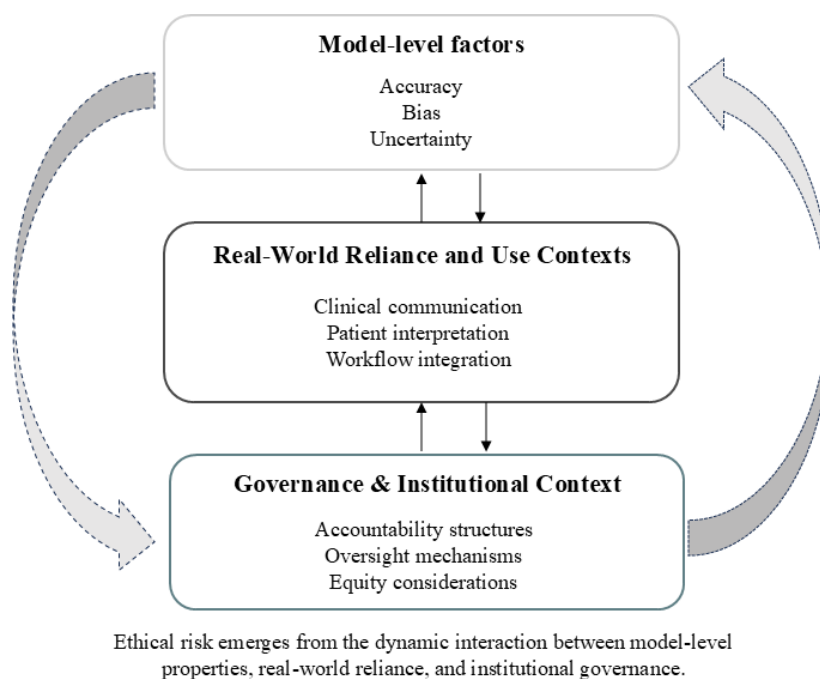 Model-level factors
Accuracy
Bias
Uncertainty
Real-World Reliance and Use Contexts
Clinical communication
Patient interpretation
Workflow integration
Governance & Institutional Context
Accountability structures
Oversight mechanisms
Equity considerations
Ethical risk emerges from the dynamic interaction between model-level
properties, real-world reliance, and institutional governance.